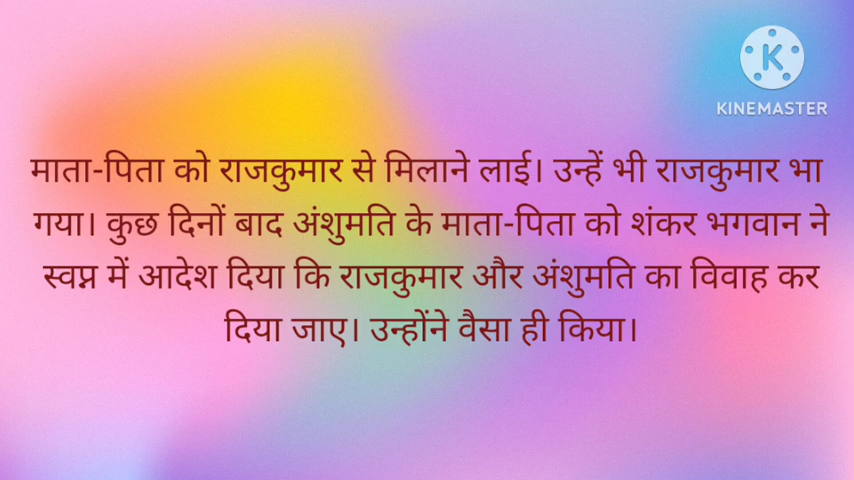 KINEMASTER
माता-पिता को राजकुमार से मिलाने लाई। उन्हें भी राजकुमार भा
गया। कुछ दिनों बाद अंशुमति के माता-पिता को शंकर भगवान ने
स्वप्न में आदेश दिया कि राजकुमार और अंशुमति का विवाह कर
दिया जाए। उन्होंने वैसा ही किया।